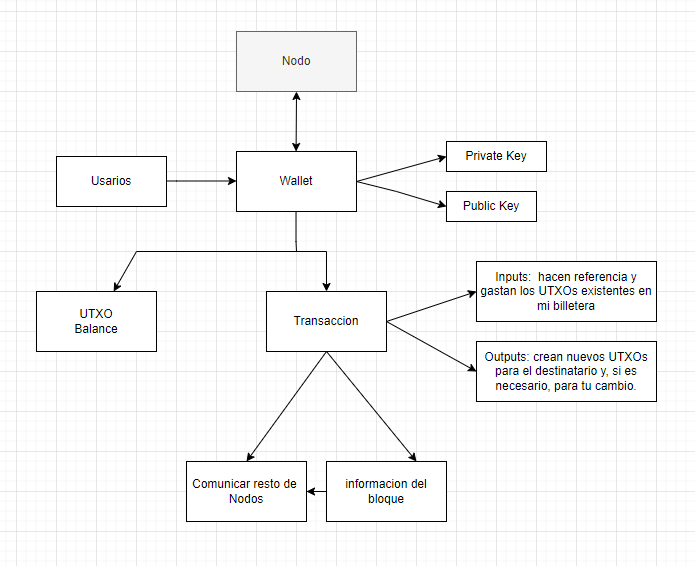 Nodo
Usarios
Wallet
Private Key
Public Key
UTXO
Balance
Transaccion
Inputs: hacen referencia y
gastan los UTXOs existentes en
mi billetera
Outputs: crean nuevos UTXOs
para el destinatario y, si es
necesario, para tu cambio.
Comunicar resto de
Nodos
informacion del
bloque